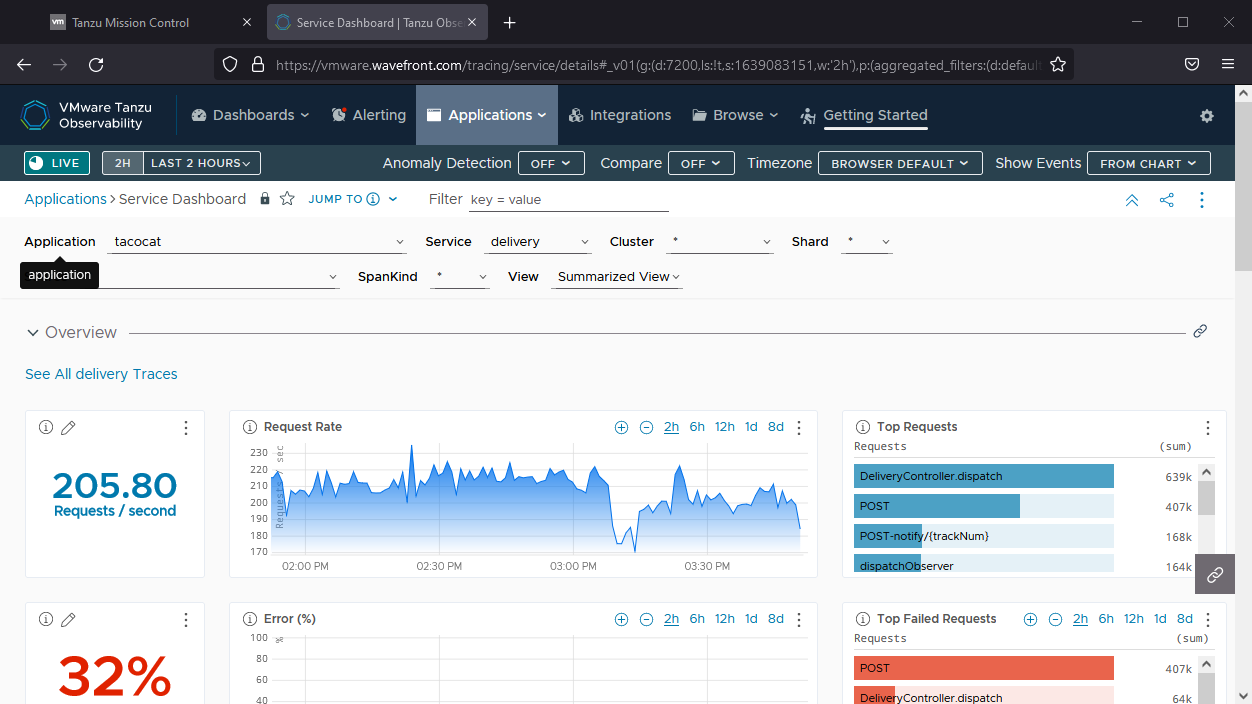 vm Tanzu Mission Control
Service Dashboard | Tanzu Obse
https://vmware.wavefront.com/tracing/service/details#_v01(g:(d:7200,ls:!t,s:1639083151,w:'2h'),p:(aggregated_filters:(d:default
VMware Tanzu
Observability
Dashboards
Alerting
Applications
Integrations
Browse
Getting Started
LIVE
2H LAST 2 HOURS
Anomaly Detection OFF
Compare OFF
Timezone BROWSER DEFAULT
Show Events FROM CHART
Applications > Service Dashboard
JUMP TO
Filter key = value
Application tacocat
Service delivery
Cluster *
Shard *
application
SpanKind *
View Summarized View
Overview
See All delivery Traces
205.80
Requests / second
Request Rate
2h 6h 12h 1d 8d
Requests / sec
230
220
210
200
190
180
170
02:00 PM 02:30 PM 03:00 PM 03:30 PM
Top Requests
Requests (sum)
DeliveryController.dispatch 639k
POST 407k
POST-notify/{trackNum} 168k
dispatchObserver 164k
32%
Error (%)
2h 6h 12h 1d 8d
%
100
80
60
40
Top Failed Requests
2h 6h 12h 1d 8d
Requests (sum)
POST 407k
DeliveryController.dispatch 64k